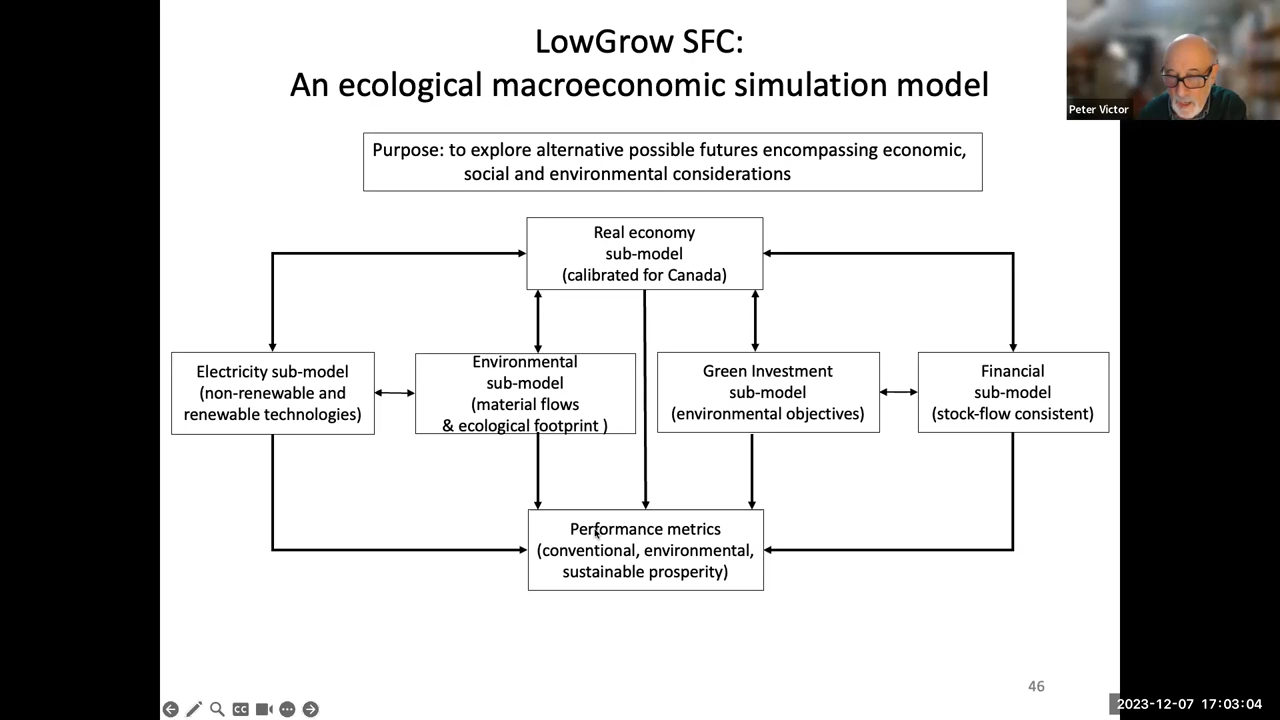 LowGrow SFC:
An ecological macroeconomic simulation model
Peter Victor
Purpose: to explore alternative possible futures encompassing economic,
social and environmental considerations
Real economy
sub-model
(calibrated for Canada)
Electricity sub-model
(non-renewable and
renewable technologies)
Environmental
sub-model
(material flows
& ecological footprint )
Green Investment
sub-model
(environmental objectives)
Financial
sub-model
(stock-flow consistent)
Performance metrics
(conventional, environmental,
sustainable prosperity)
46
CC
2023-12-07 17:03:04